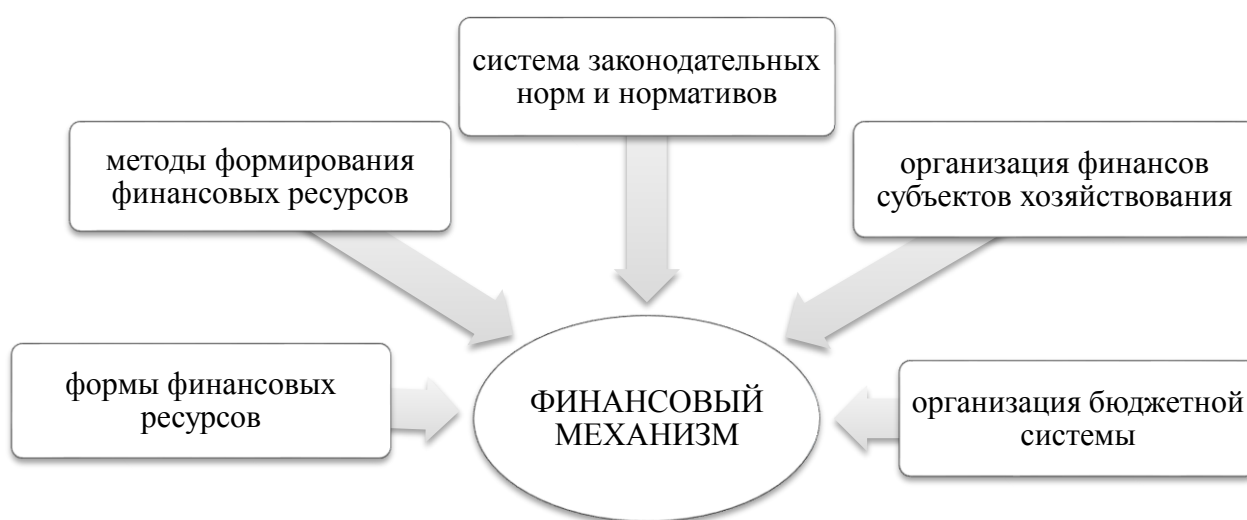 система законодательных
норм и нормативов
методы формирования
финансовых ресурсов
организация финансов
субъектов хозяйствования
формы финансовых
ресурсов
ФИНАНСОВЫЙ
МЕХАНИЗМ
организация бюджетной
системы